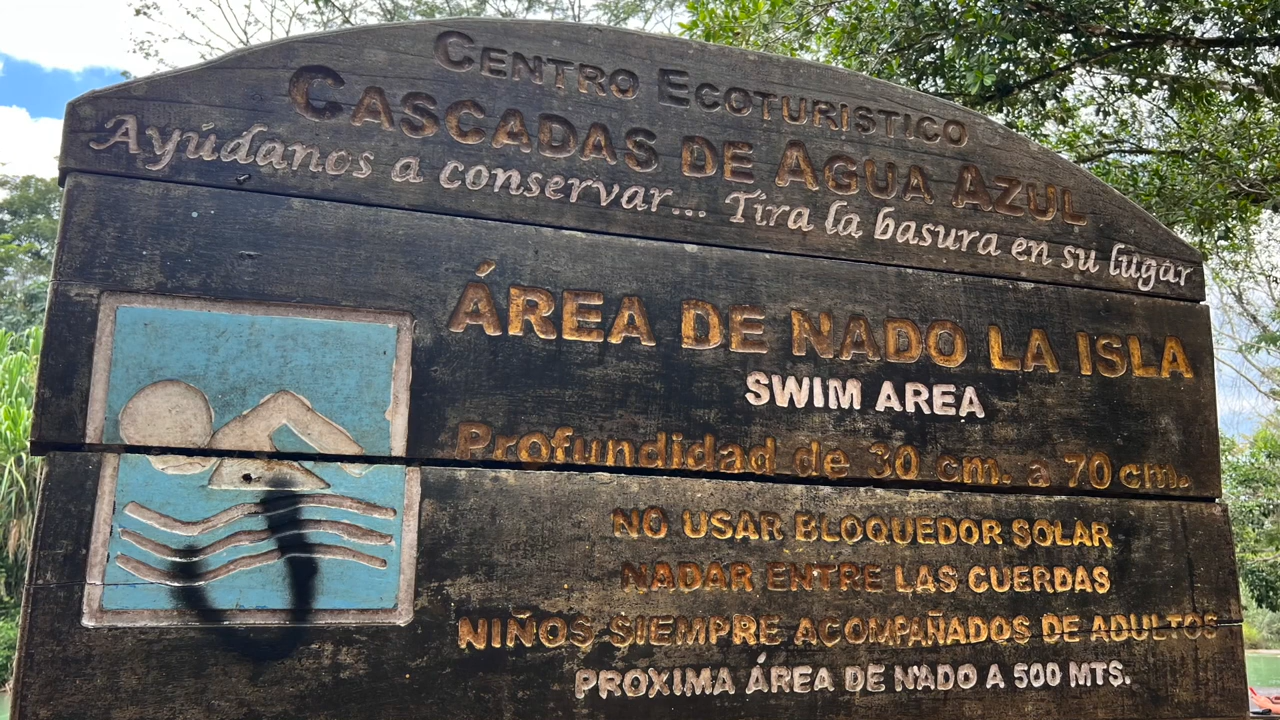 CENTRO ECOTURISTICO
CASCADAS DE AGUA AZUL
Ayúdanos a conservar... Tira la basura en su lugar
ÁREA DE NADO LA ISLA
SWIM AREA
Profundidad de 30 cm. a 70 cm.
NO USAR BLOQUEDOR SOLAR
NADAR ENTRE LAS CUERDAS
NIÑOS SIEMPRE ACOMPAÑADOS DE ADULTOS
PROXIMA ÁREA DE NADO A 500 MTS.